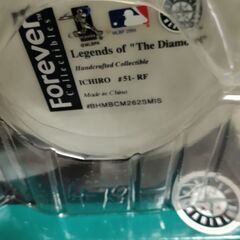 Forever
Collectibles
Legends of "The Diamo
Handcrafted Collectible
ICHIRO #51- RF
Made in China
#BHMBCM262SMIS